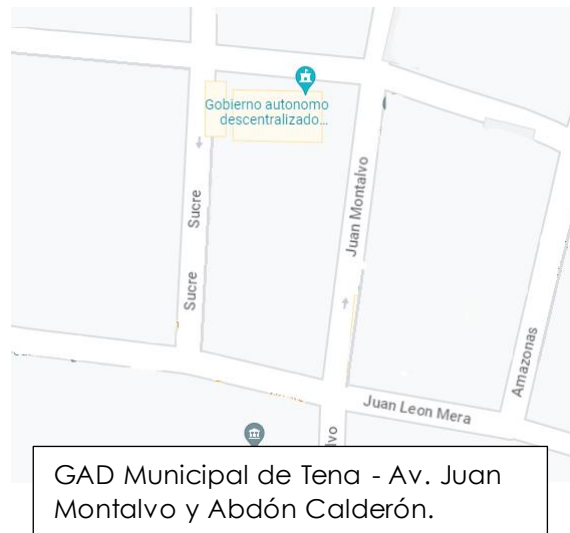 Gobierno autonomo
descentralizado...
Sucre
Juan Montalvo
Sucre
Amazonas
Juan Leon Mera
lvo
GAD Municipal de Tena - Av. Juan
Montalvo y Abdón Calderón.